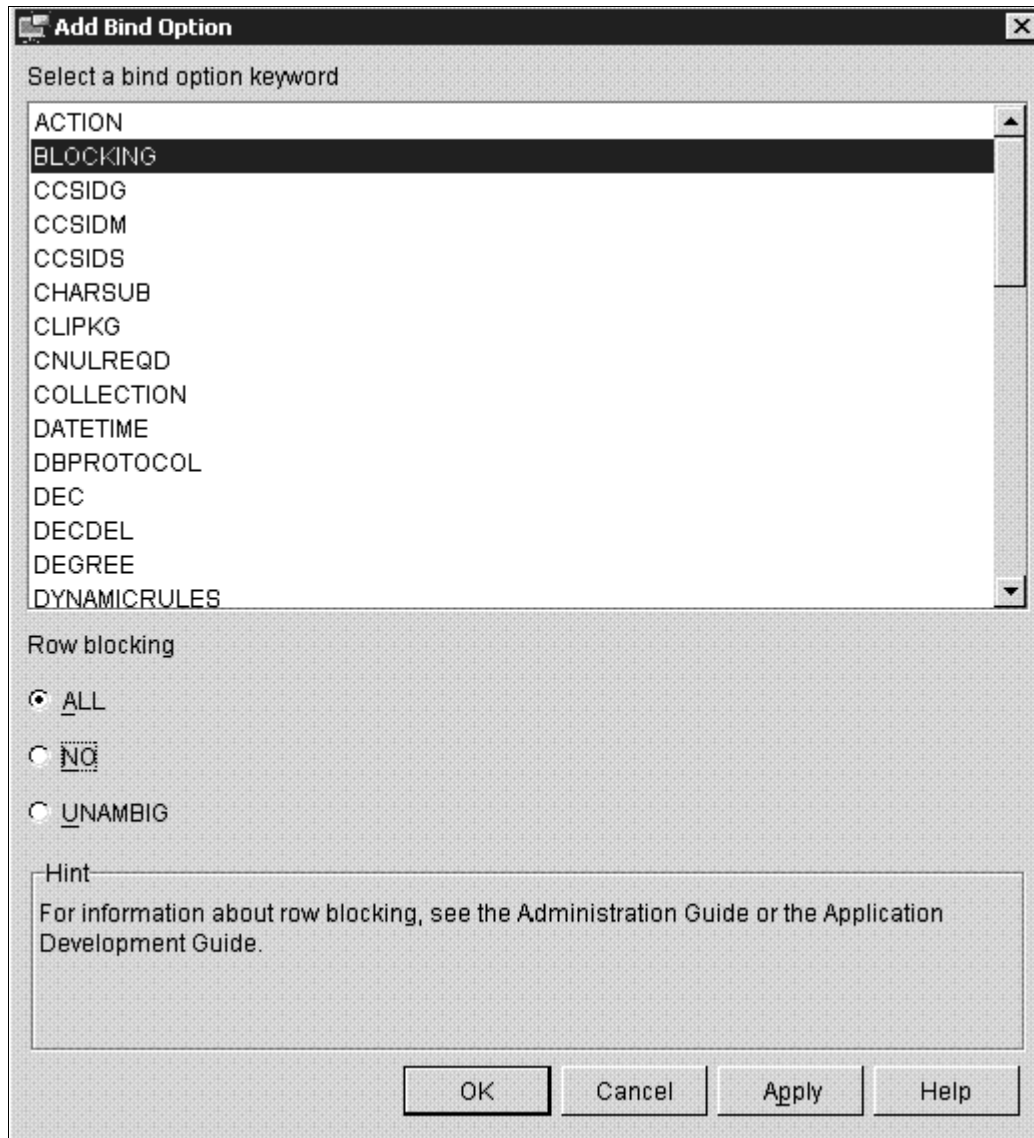 Add Bind Option
Select a bind option keyword
ACTION
BLOCKING
CCSIDG
CCSIDM
CCSIDS
CHARSUB
CLIPKG
CNULREQD
COLLECTION
DATETIME
DBPROTOCOL
DEC
DECDEL
DEGREE
DYNAMICRULES
Row blocking
ALL
NO
UNAMBIG
Hint
For information about row blocking, see the Administration Guide or the Application
Development Guide.
OK Cancel Apply Help